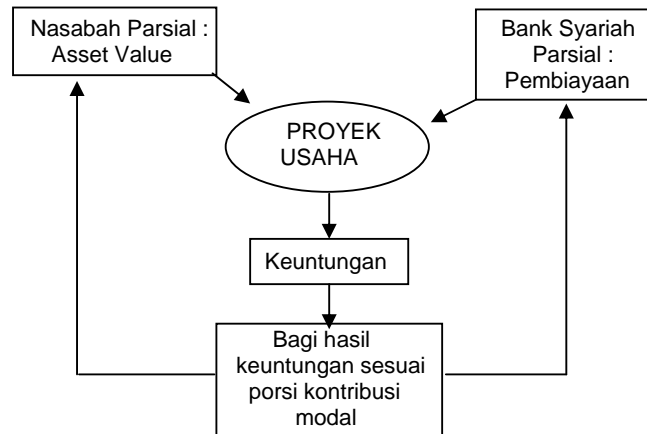 Nasabah Parsial :
Asset Value
Bank Syariah
Parsial :
Pembiayaan
PROYEK
USAHA
Keuntungan
Bagi hasil
keuntungan sesuai
porsi kontribusi
modal